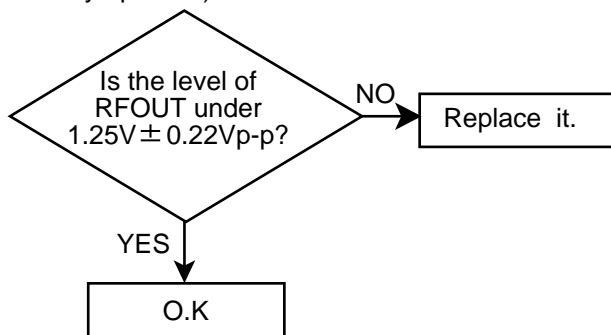 Is the level of
RFOUT under
1.25V ± 0.22Vp-p?
NO
Replace it.
YES
O.K